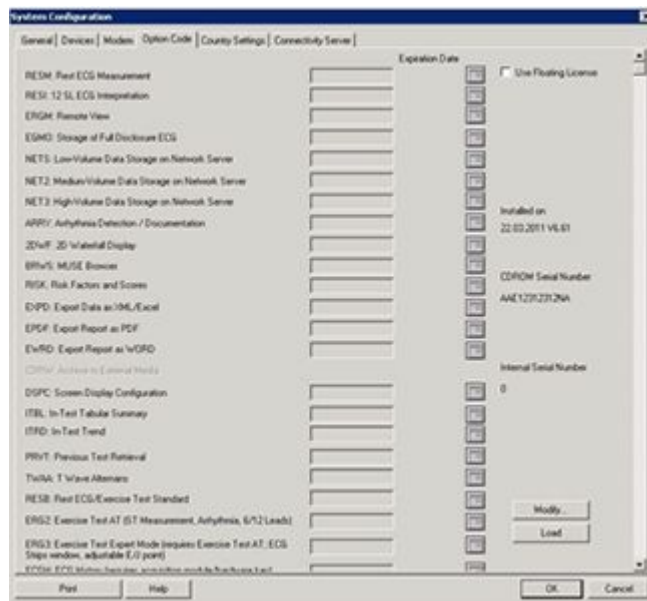 System Configuration
General | Devices | Modem | Option Code | Country Settings | Connectivity Server
Expiration Date
RESM: Rest ECG Measurement
Use Floating License
RESI: 12 SL ECG Interpretation
ERGM: Remote View
EGMO: Storage of Full Disclosure ECG
NETS: Low-Volume Data Storage on Network Server
NET2: Medium-Volume Data Storage on Network Server
NET3: High-Volume Data Storage on Network Server
Installed on
ARRY: Arrhythmia Detection / Documentation
22.03.2011 V6.61
2DWF: 2D Waterfall Display
BRWS: MUSE Browser
CDROM Serial Number
RISK: Risk Factors and Scores
AAE12312312NA
EXPD: Export Data as XML/Excel
EPDF: Export Report as PDF
EWRD: Export Report as WORD
Archive to External Media
Internal Serial Number
DSPC: Screen Display Configuration
0
ITBL: In-Test Tabular Summary
ITRD: In-Test Trend
PRVT: Previous Test Retrieval
TWAA: T Wave Alternans
RESB: Rest ECG/Exercise Test Standard
Modify...
ERG2: Exercise Test AT (ST Measurement, Arrhythmia, 6/12 Leads)
Load
ERG3: Exercise Test Expert Mode (requires Exercise Test AT; ECG
Strips window, adjustable E/J point)
Print
Help
OK
Cancel